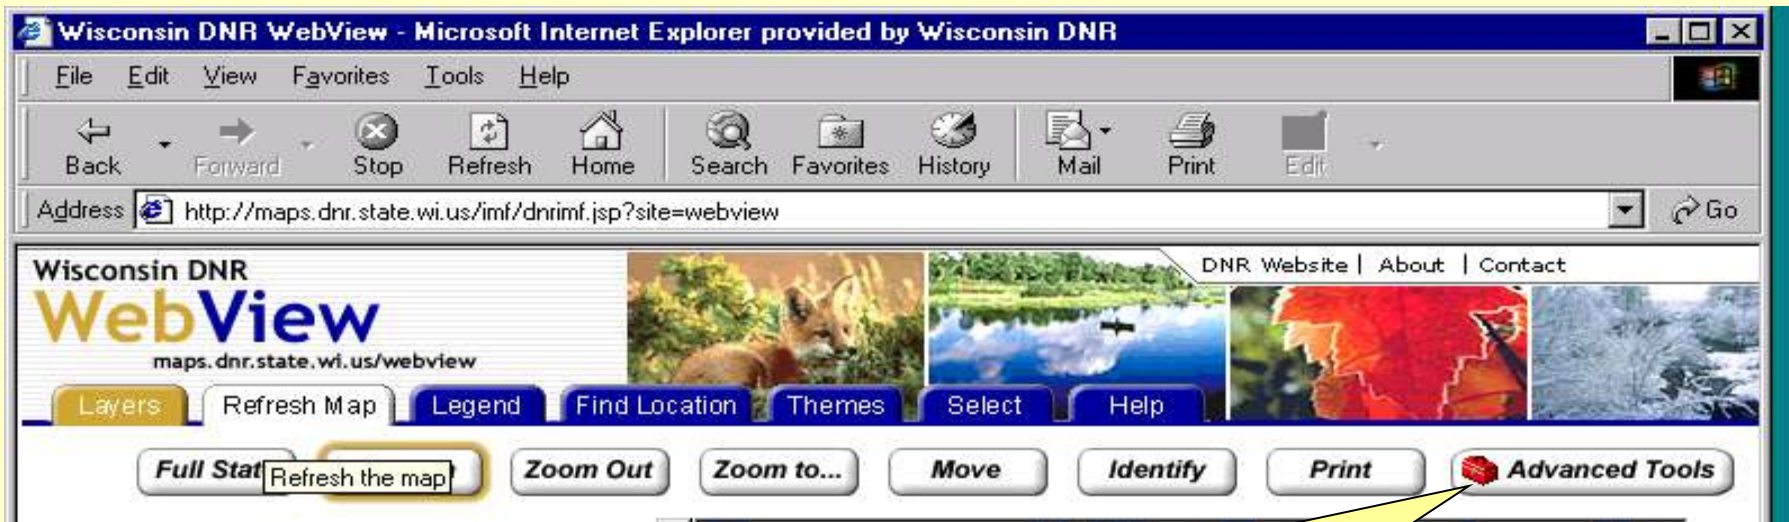 Wisconsin DNR WebView - Microsoft Internet Explorer provided by Wisconsin DNR
File Edit View Favorites Tools Help
Back Forward Stop Refresh Home Search Favorites History Mail Print Edit
Address http://maps.dnr.state.wi.us/imf/dnrimf.jsp?site=webview Go
Wisconsin DNR
WebView
maps.dnr.state.wi.us/webview
DNR Website | About | Contact
Layers Refresh Map Legend Find Location Themes Select Help
Full Stat Refresh the map Zoom Out Zoom to... Move Identify Print Advanced Tools